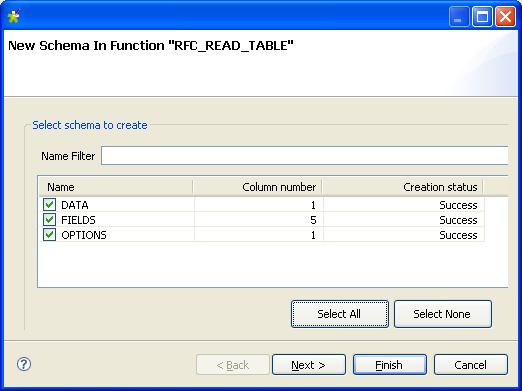 New Schema In Function "RFC_READ_TABLE"
Select schema to create
Name Filter
Name Column number Creation status
DATA 1 Success
FIELDS 5 Success
OPTIONS 1 Success
Select All Select None
? < Back Next > Finish Cancel